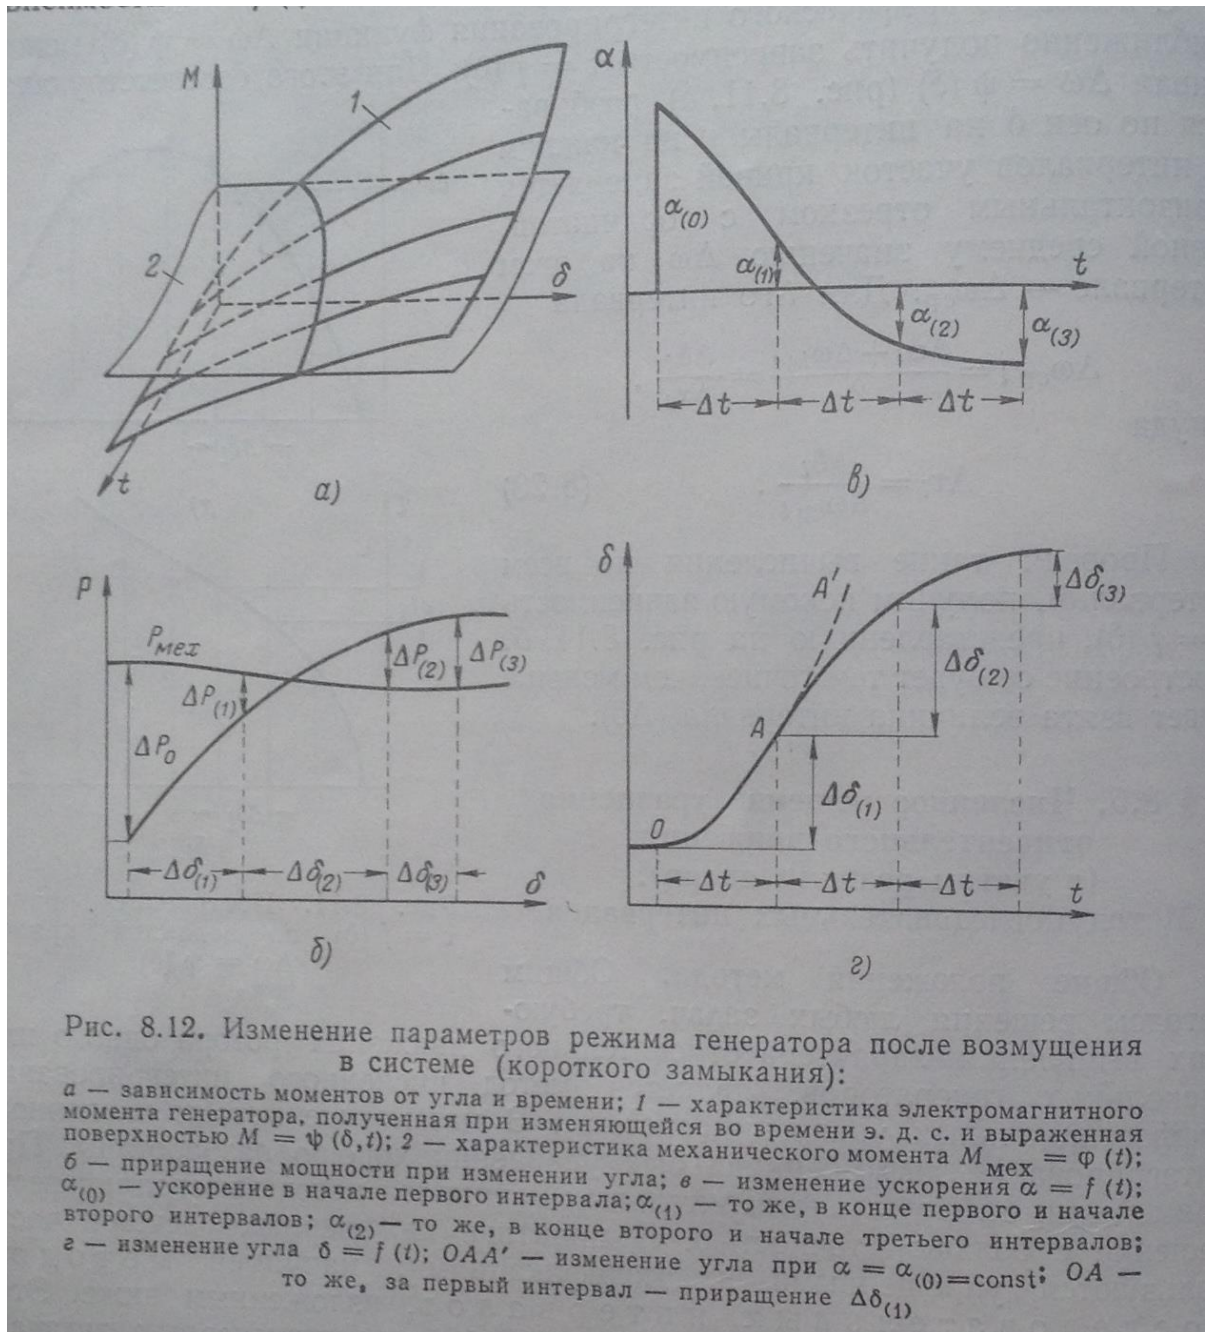 M
1
2
δ
t
а)
α
α(0)
α(1)
α(2)
α(3)
t
Δt
Δt
Δt
в)
P
Pмех
ΔP0
ΔP(1)
ΔP(2)
ΔP(3)
Δδ(1)
Δδ(2)
Δδ(3)
δ
б)
δ
A'
A
O
Δδ(1)
Δδ(2)
Δδ(3)
Δt
Δt
Δt
t
г)
Рис. 8.12. Изменение параметров режима генератора после возмущения
в системе (короткого замыкания):
а — зависимость моментов от угла и времени; 1 — характеристика электромагнитного
момента генератора, полученная при изменяющейся во времени э. д. с. и выраженная
поверхностью M = ψ (δ,t); 2 — характеристика механического момента Mмех = φ (t);
б — приращение мощности при изменении угла; в — изменение ускорения α = f (t);
α(0) — ускорение в начале первого интервала; α(1) — то же, в конце первого и начале
второго интервалов; α(2) — то же, в конце второго и начале третьего интервалов;
г — изменение угла δ = f (t); OAA' — изменение угла при α = α(0)=const; OA —
то же, за первый интервал — приращение Δδ(1)